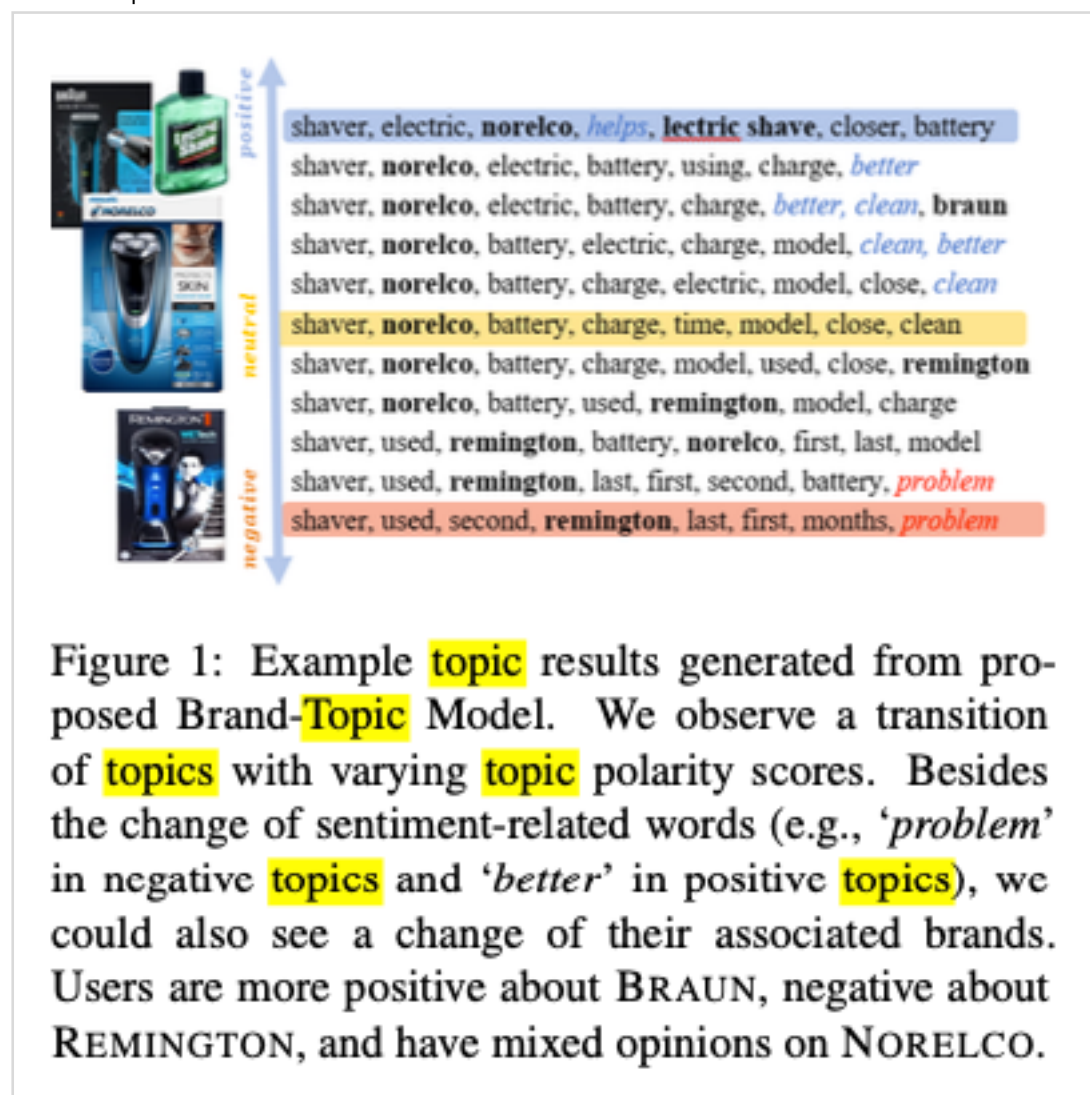 positive
neutral
negative
BRAUN
Lectric
Shave
NORELCO
SKIN
REMINGTON
shaver, electric, norelco, helps, lectric shave, closer, battery
shaver, norelco, electric, battery, using, charge, better
shaver, norelco, electric, battery, charge, better, clean, braun
shaver, norelco, battery, electric, charge, model, clean, better
shaver, norelco, battery, charge, electric, model, close, clean
shaver, norelco, battery, charge, time, model, close, clean
shaver, norelco, battery, charge, model, used, close, remington
shaver, norelco, battery, used, remington, model, charge
shaver, used, remington, battery, norelco, first, last, model
shaver, used, remington, last, first, second, battery, problem
shaver, used, second, remington, last, first, months, problem
Figure 1: Example topic results generated from pro-
posed Brand-Topic Model. We observe a transition
of topics with varying topic polarity scores. Besides
the change of sentiment-related words (e.g., ‘problem’
in negative topics and ‘better’ in positive topics), we
could also see a change of their associated brands.
Users are more positive about BRAUN, negative about
REMINGTON, and have mixed opinions on NORELCO.